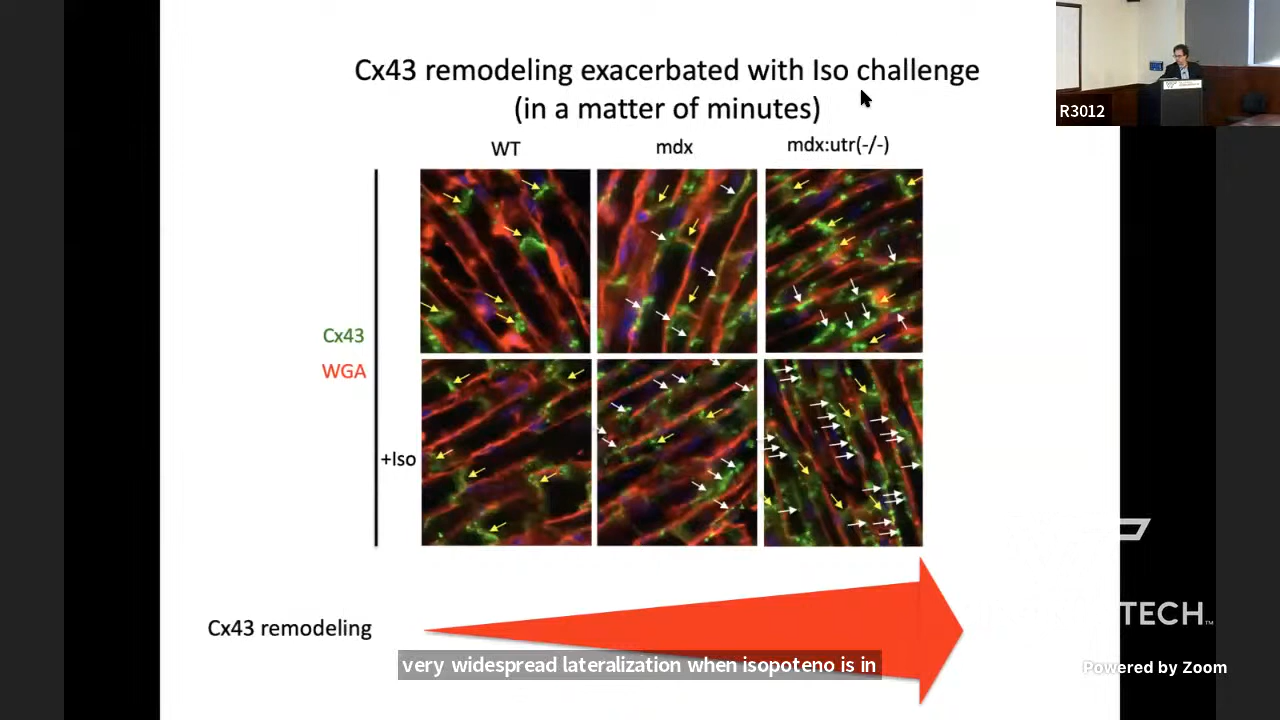 Cx43 remodeling exacerbated with Iso challenge
(in a matter of minutes)
R3012
WT
mdx
mdx:utr(-/-)
Cx43
WGA
+Iso
Cx43 remodeling
very widespread lateralization when isopoteno is in
TECH™
Powered by Zoom